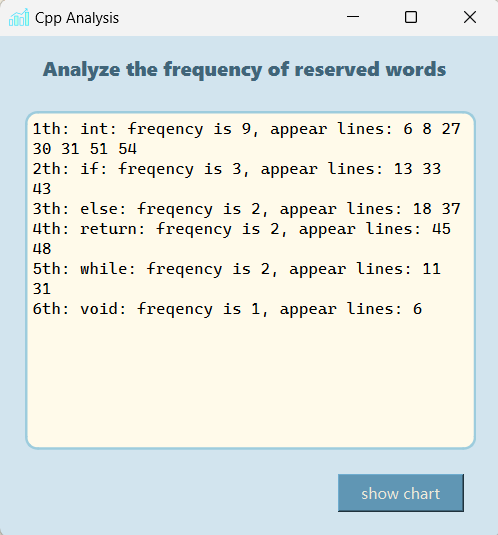 Cpp Analysis
Analyze the frequency of reserved words
1th: int: freqency is 9, appear lines: 6 8 27
30 31 51 54
2th: if: freqency is 3, appear lines: 13 33
43
3th: else: freqency is 2, appear lines: 18 37
4th: return: freqency is 2, appear lines: 45
48
5th: while: freqency is 2, appear lines: 11
31
6th: void: freqency is 1, appear lines: 6
show chart